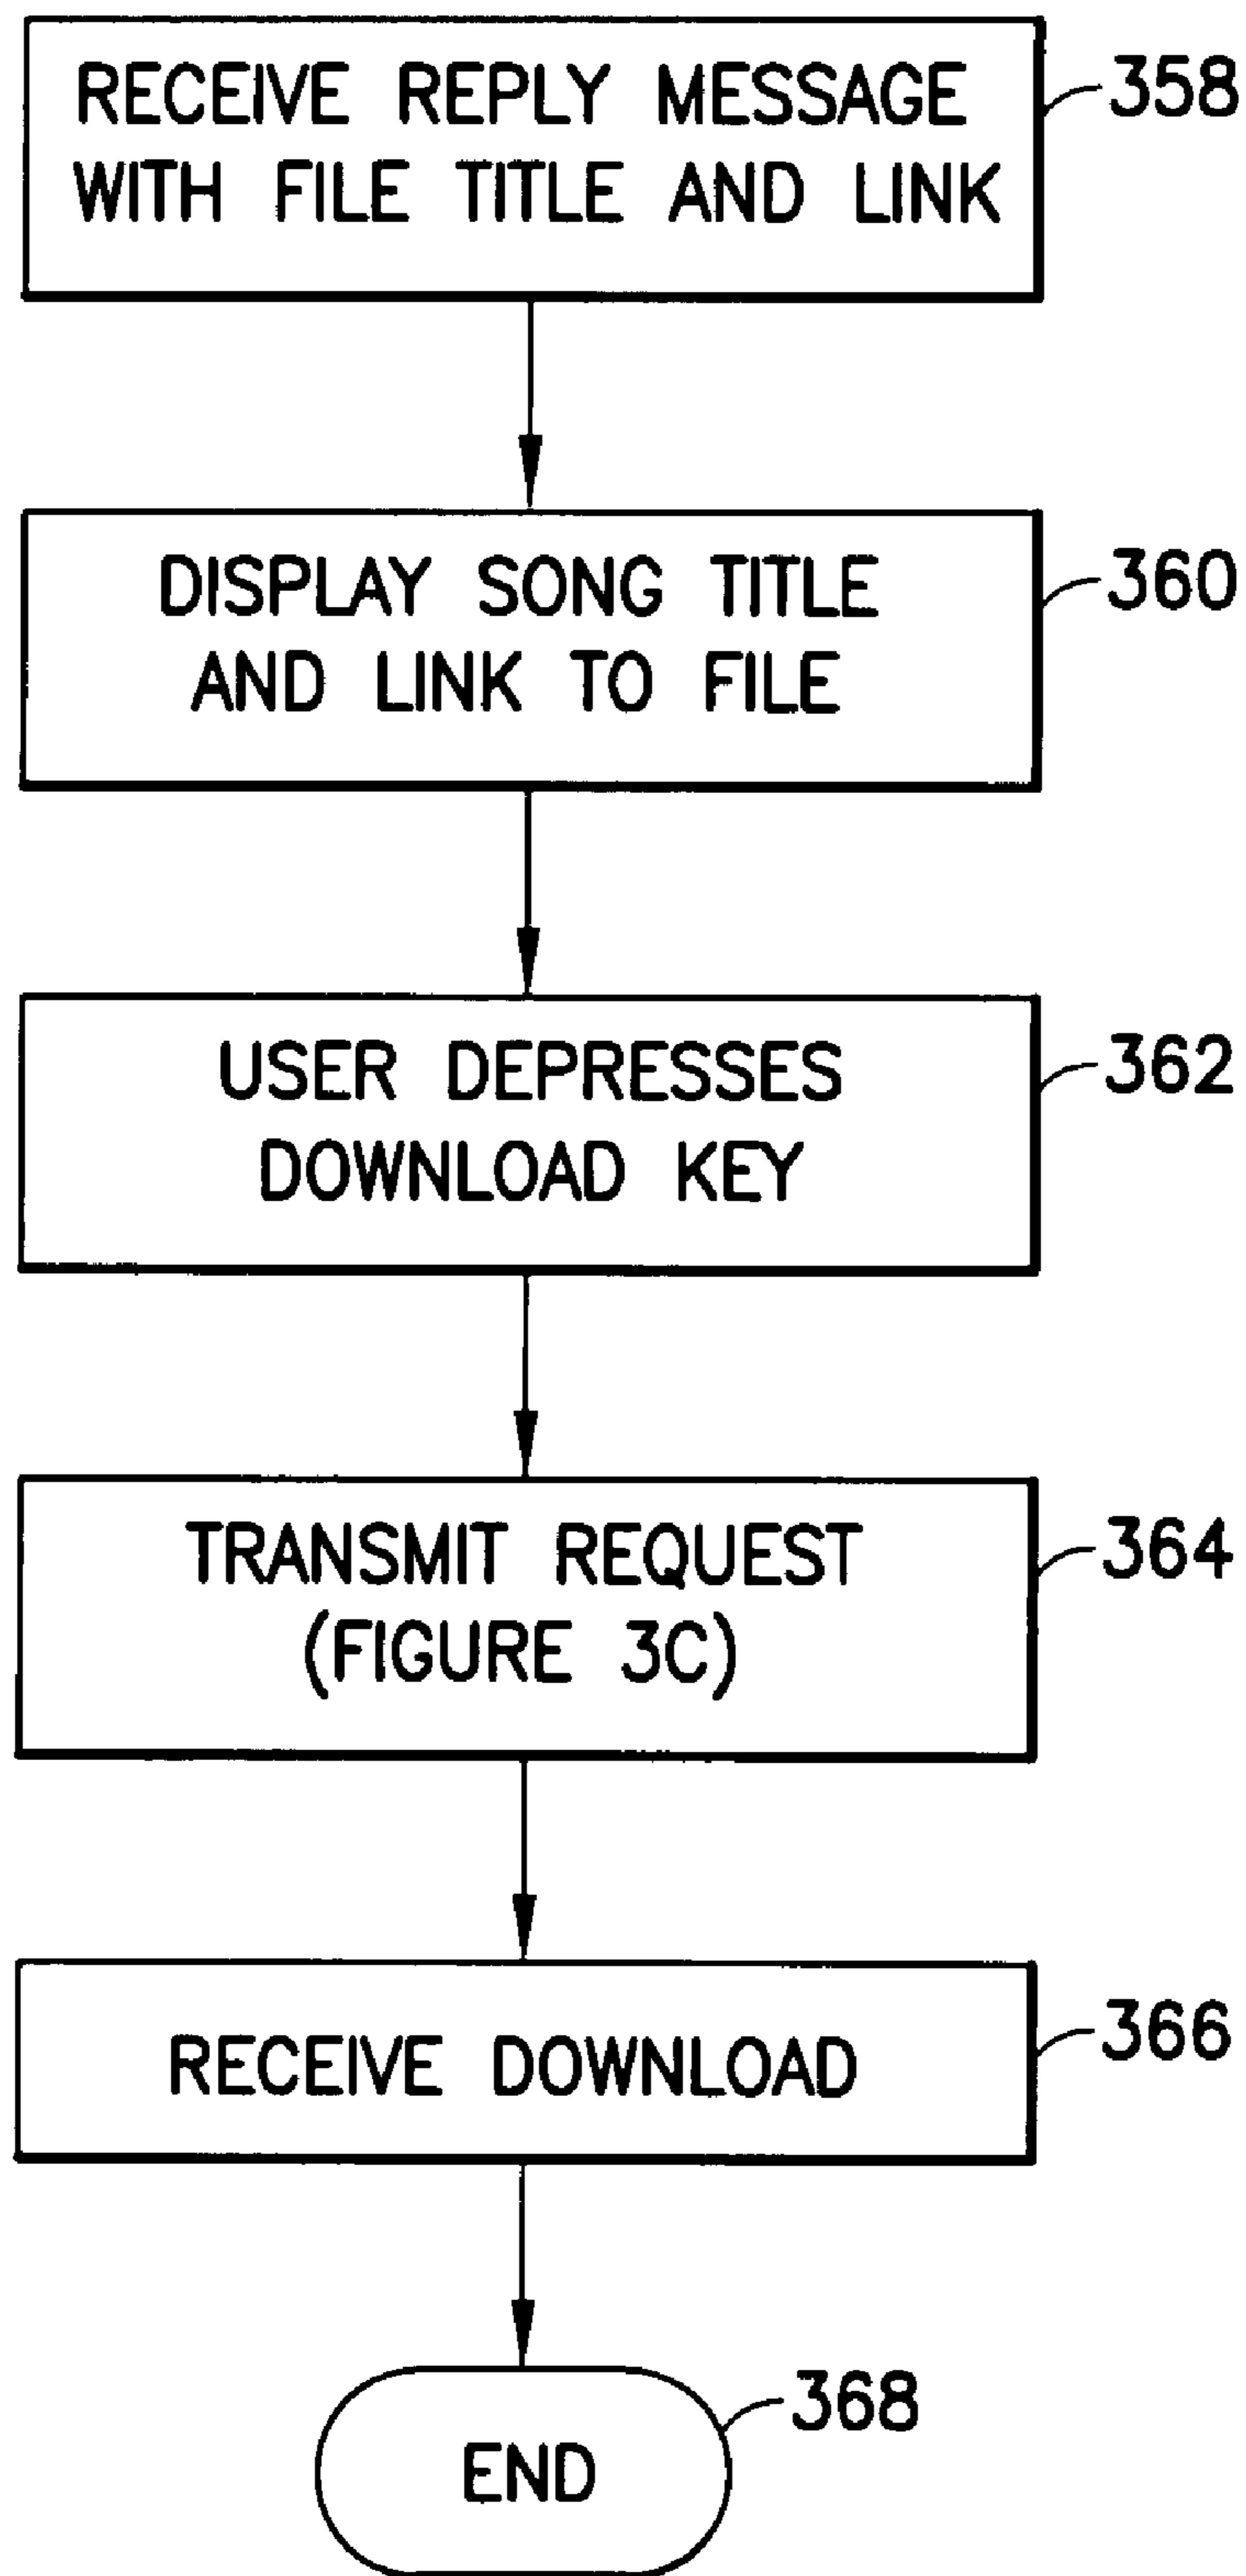 RECEIVE REPLY MESSAGE
WITH FILE TITLE AND LINK
358
DISPLAY SONG TITLE
AND LINK TO FILE
360
USER DEPRESSES
DOWNLOAD KEY
362
TRANSMIT REQUEST
(FIGURE 3C)
364
RECEIVE DOWNLOAD
366
END
368